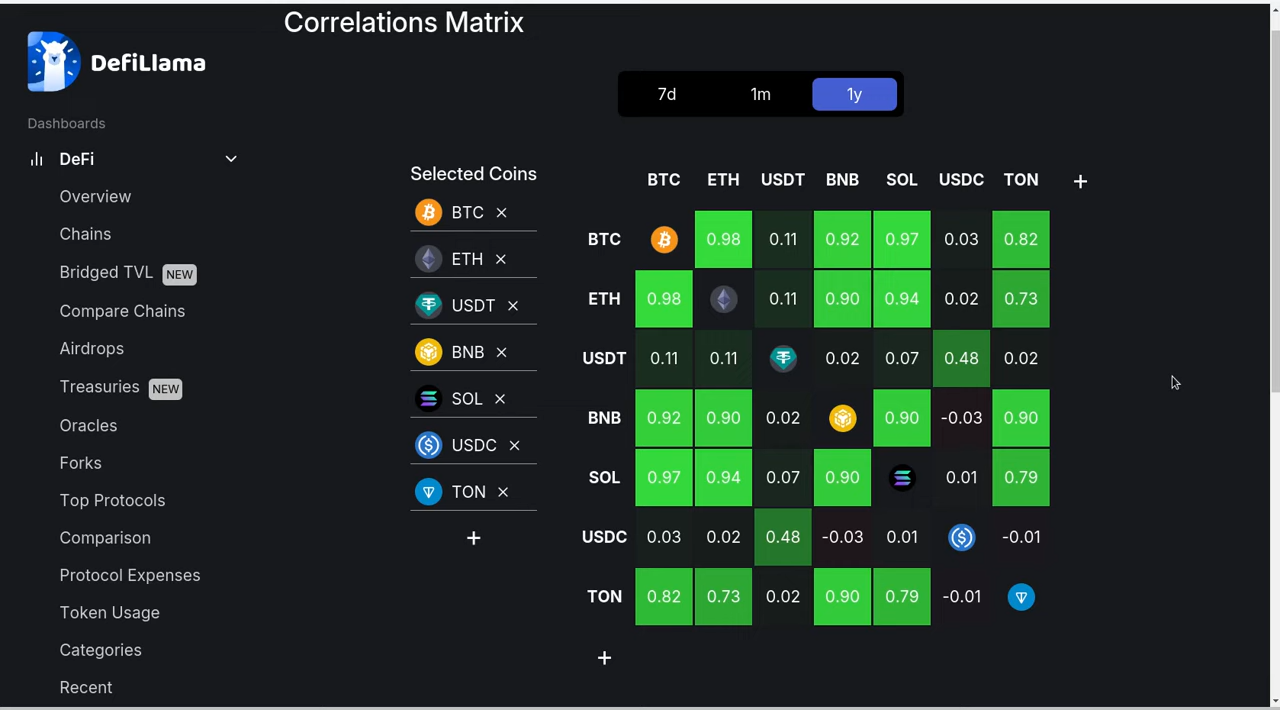 Correlations Matrix
DefiLlama
7d 1m 1y
Dashboards
DeFi
Overview
Chains
Bridged TVL NEW
Compare Chains
Airdrops
Treasuries NEW
Oracles
Forks
Top Protocols
Comparison
Protocol Expenses
Token Usage
Categories
Recent
Selected Coins
BTC ×
ETH ×
USDT ×
BNB ×
SOL ×
USDC ×
TON ×
+
BTC ETH USDT BNB SOL USDC TON +
BTC 0.98 0.11 0.92 0.97 0.03 0.82
ETH 0.98 0.11 0.90 0.94 0.02 0.73
USDT 0.11 0.11 0.02 0.07 0.48 0.02
BNB 0.92 0.90 0.02 0.90 -0.03 0.90
SOL 0.97 0.94 0.07 0.90 0.01 0.79
USDC 0.03 0.02 0.48 -0.03 0.01 -0.01
TON 0.82 0.73 0.02 0.90 0.79 -0.01
+